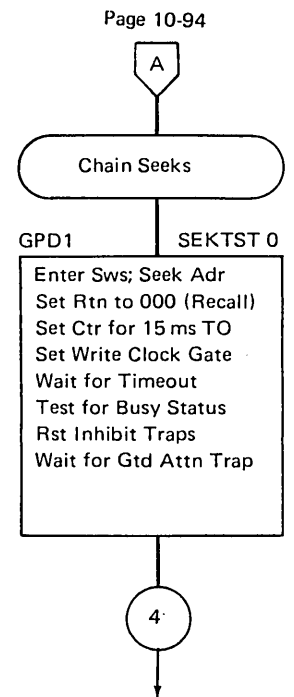 Page 10-94
A
Chain Seeks
GPD1 SEKTST 0
Enter Sws; Seek Adr
Set Rtn to 000 (Recall)
Set Ctr for 15 ms TO
Set Write Clock Gate
Wait for Timeout
Test for Busy Status
Rst Inhibit Traps
Wait for Gtd Attn Trap
4